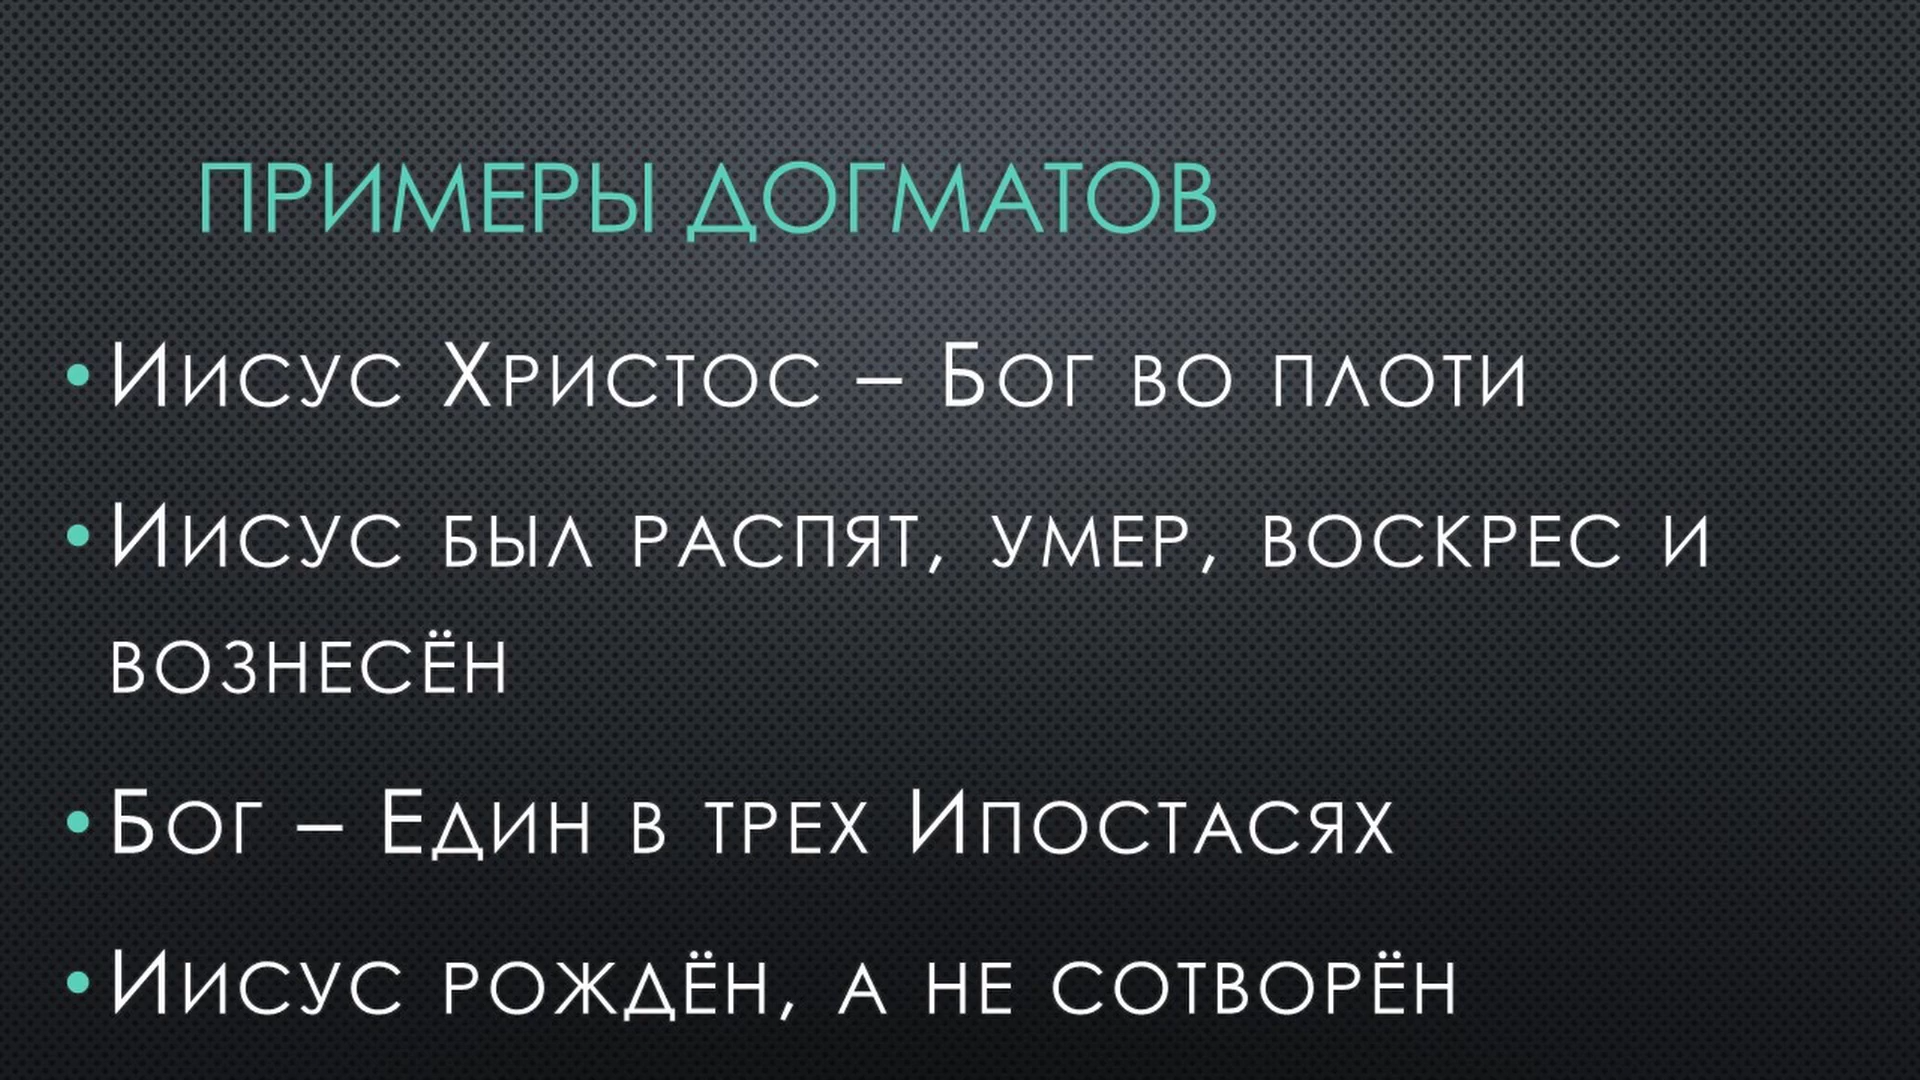 ПРИМЕРЫ ДОГМАТОВ
• Иисус Христос – Бог во плоти
• Иисус был распят, умер, воскрес и
вознесён
• Бог – Един в трех Ипостасях
• Иисус рождён, а не сотворён